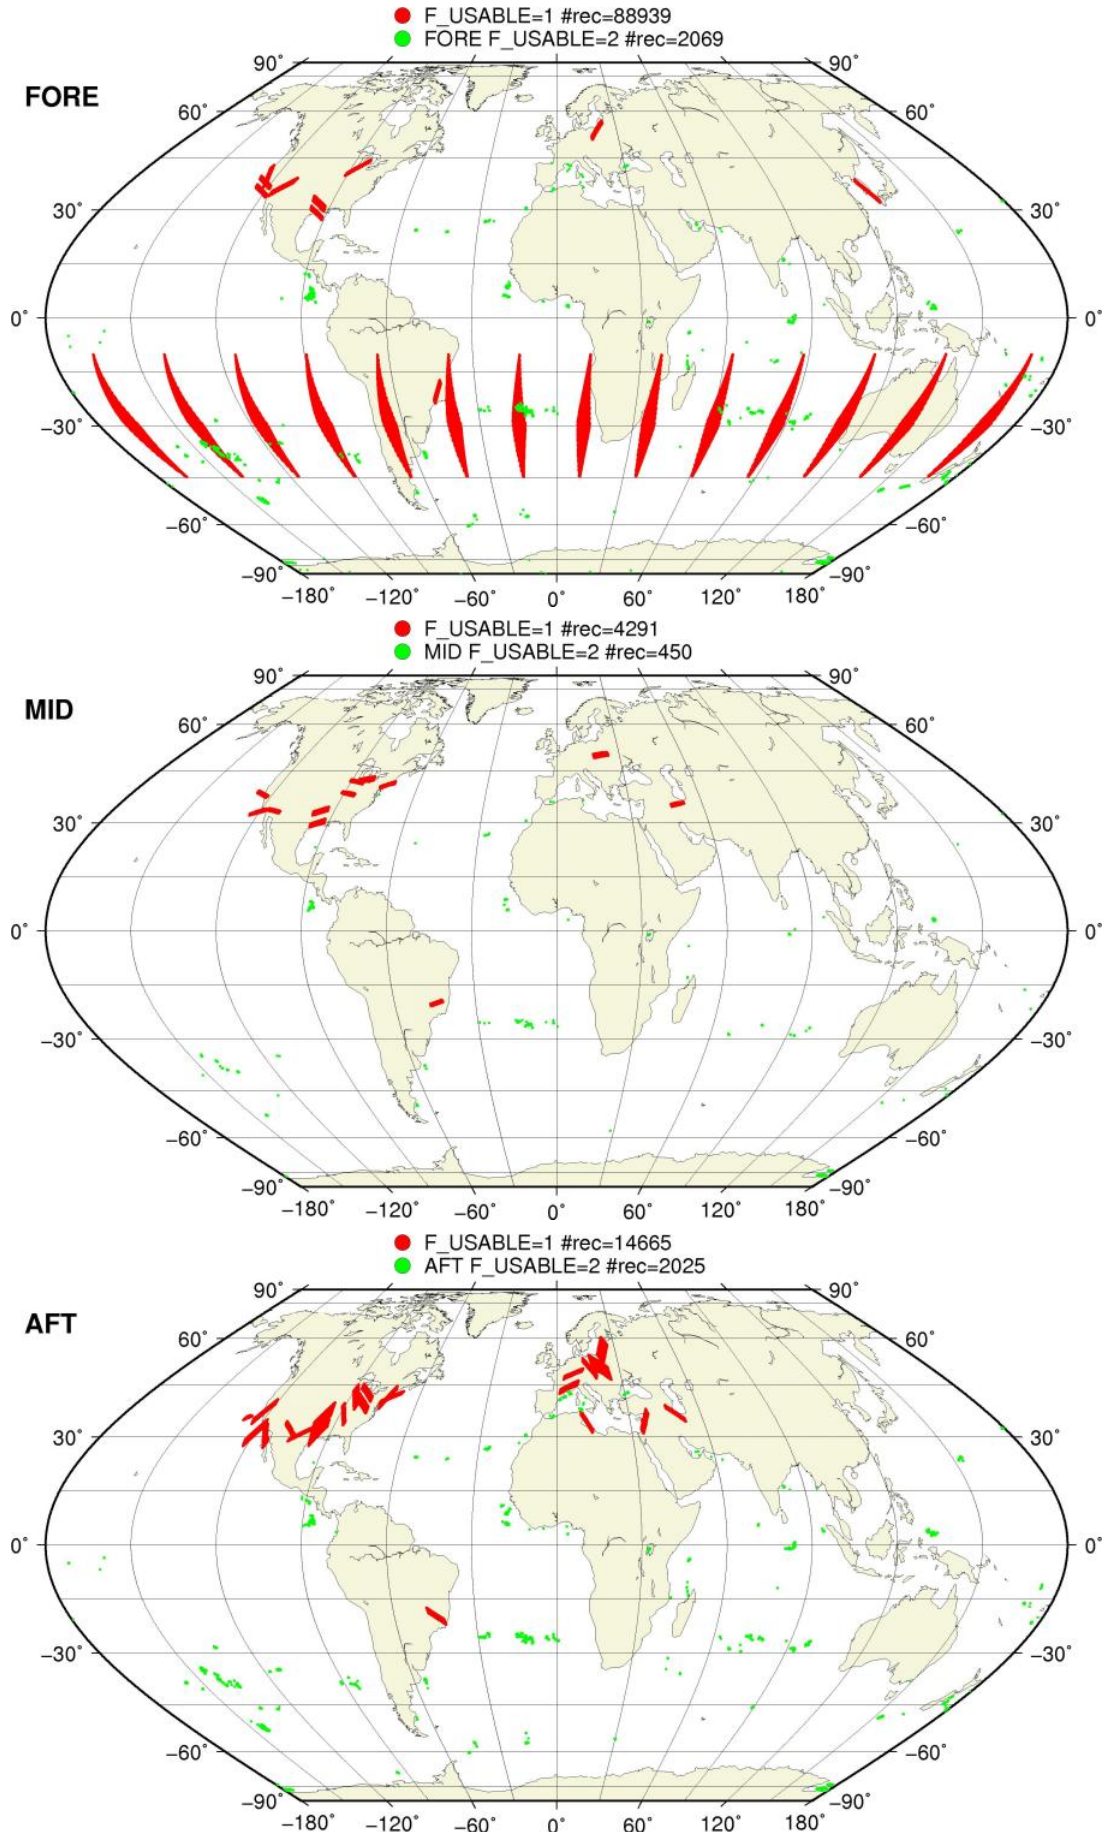 F_USABLE=1 #rec=88939
FORE F_USABLE=2 #rec=2069
FORE
90° 90°
60° 60°
30° 30°
0° 0°
−30° −30°
−60° −60°
−90° −90°
−180° −120° −60° 0° 60° 120° 180°
F_USABLE=1 #rec=4291
MID F_USABLE=2 #rec=450
MID
90° 90°
60° 60°
30° 30°
0° 0°
−30° −30°
−60° −60°
−90° −90°
−180° −120° −60° 0° 60° 120° 180°
F_USABLE=1 #rec=14665
AFT F_USABLE=2 #rec=2025
AFT
90° 90°
60° 60°
30° 30°
0° 0°
−30° −30°
−60° −60°
−90° −90°
−180° −120° −60° 0° 60° 120° 180°